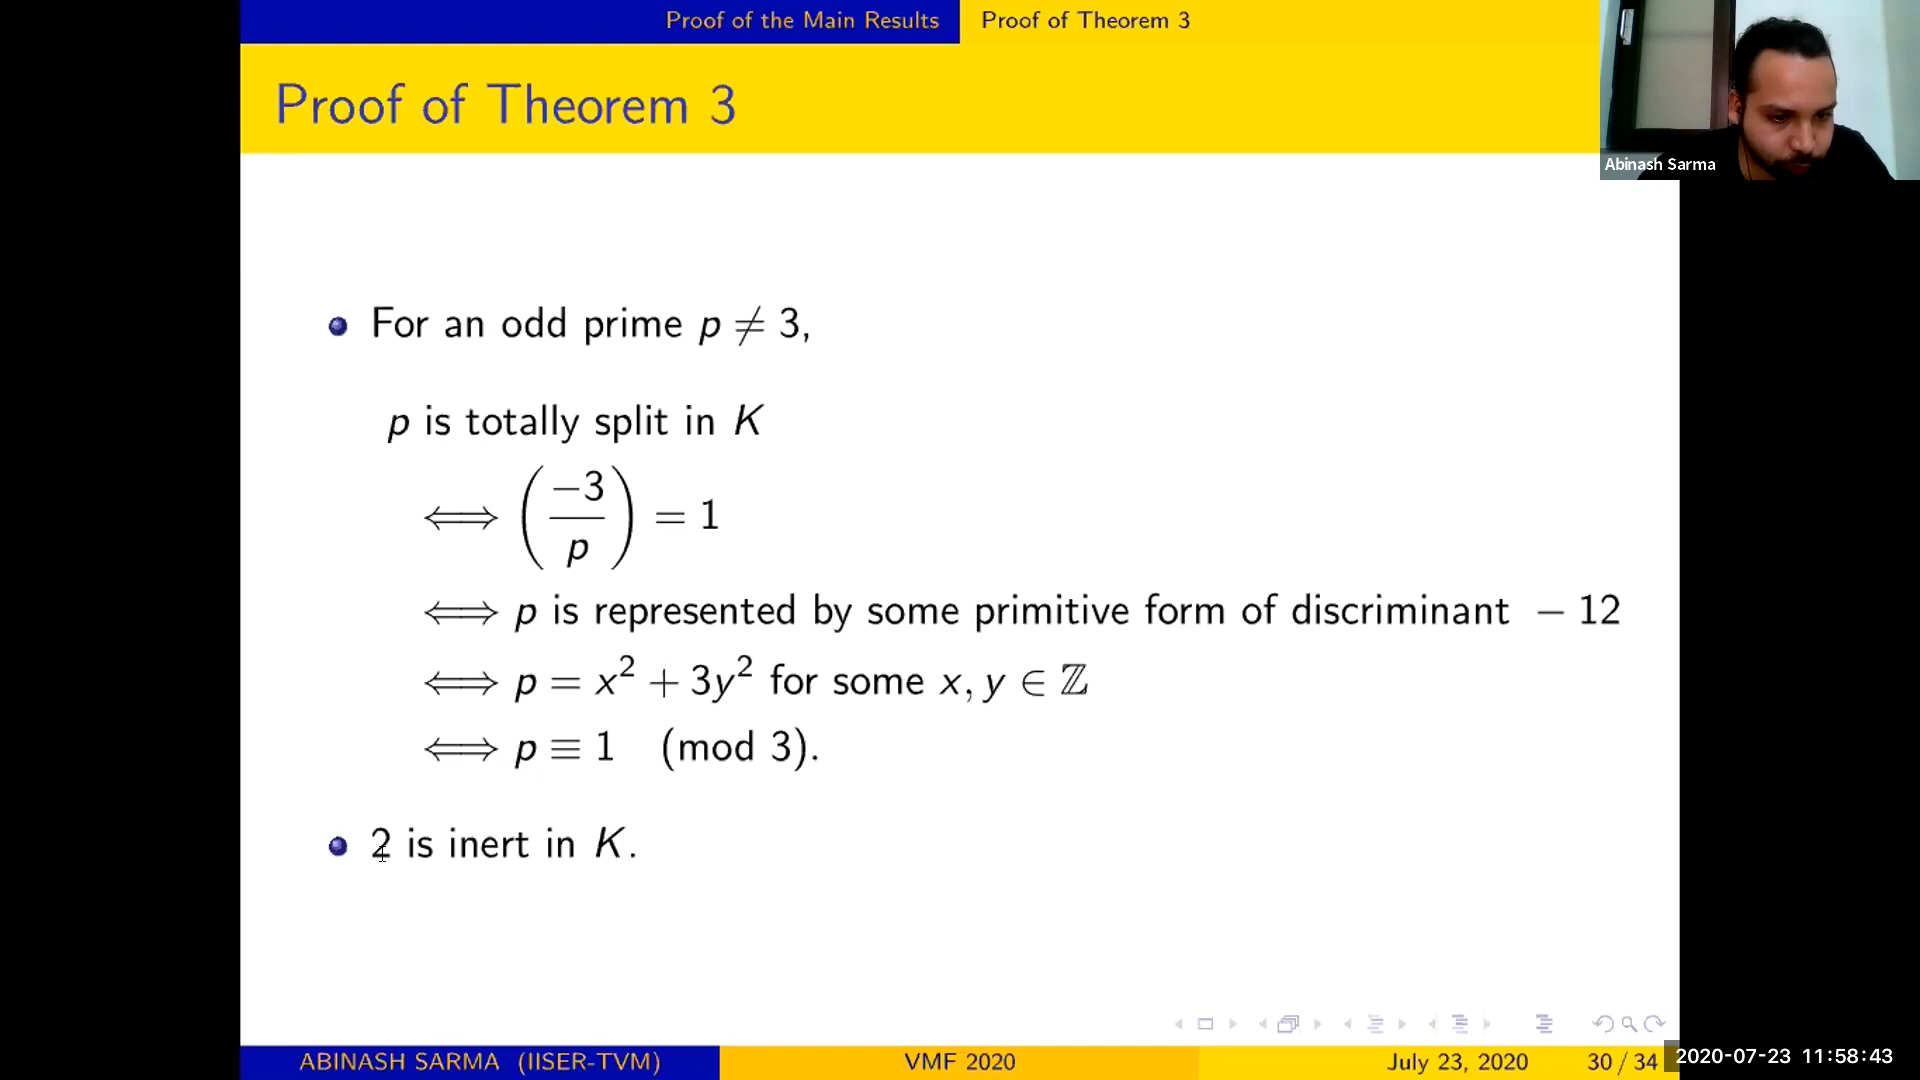 Proof of the Main Results
Proof of Theorem 3
Proof of Theorem 3
Abinash Sarma
For an odd prime p ≠ 3,
p is totally split in K
⟺ (−3/p) = 1
⟺ p is represented by some primitive form of discriminant − 12
⟺ p = x² + 3y² for some x, y ∈ ℤ
⟺ p ≡ 1 (mod 3).
2 is inert in K.
ABINASH SARMA (IISER-TVM)
VMF 2020
July 23, 2020
30 / 34
2020-07-23 11:58:43